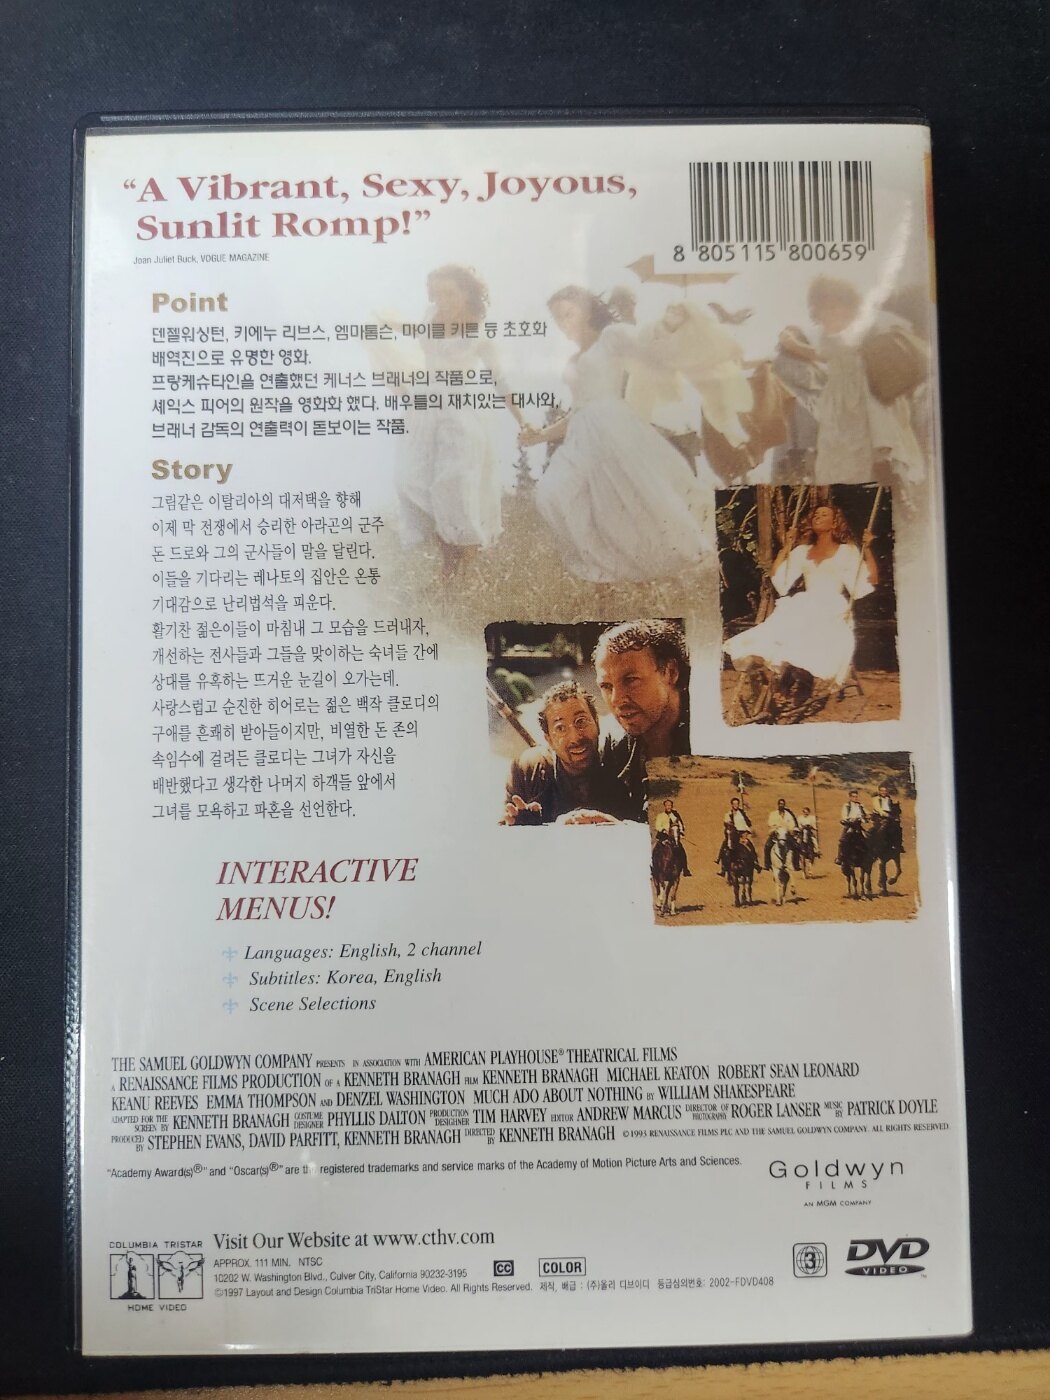 “A Vibrant, Sexy, Joyous,
Sunlit Romp!”
Joan Juliet Buck, VOGUE MAGAZINE
8 805115 800659
Point
덴젤워싱턴, 키에누 리브스, 엠마톰슨, 마이클 키튼 등 초호화
배역진으로 유명한 영화.
프랑케슈타인을 연출했던 케너스 브래너의 작품으로,
셰익스 피어의 원작을 영화화 했다. 배우들의 재치있는 대사와,
브래너 감독의 연출력이 돋보이는 작품.
Story
그림같은 이탈리아의 대저택을 향해
이제 막 전쟁에서 승리한 아라곤의 군주
돈 드로와 그의 군사들이 말을 달린다.
이들을 기다리는 레나토의 집안은 온통
기대감으로 난리법석을 피운다.
활기찬 젊은이들이 마침내 그 모습을 드러내자,
개선하는 전사들과 그들을 맞이하는 숙녀들 간에
상대를 유혹하는 뜨거운 눈길이 오가는데.
사랑스럽고 순진한 히어로는 젊은 백작 클로디의
구애를 흔쾌히 받아들이지만, 비열한 돈 존의
속임수에 걸려든 클로디는 그녀가 자신을
배반했다고 생각한 나머지 하객들 앞에서
그녀를 모욕하고 파혼을 선언한다.
INTERACTIVE
MENUS!
Languages: English, 2 channel
Subtitles: Korea, English
Scene Selections
THE SAMUEL GOLDWYN COMPANY PRESENTS IN ASSOCIATION WITH AMERICAN PLAYHOUSE® THEATRICAL FILMS
A RENAISSANCE FILMS PRODUCTION OF A KENNETH BRANAGH FILM KENNETH BRANAGH MICHAEL KEATON ROBERT SEAN LEONARD
KEANU REEVES EMMA THOMPSON AND DENZEL WASHINGTON MUCH ADO ABOUT NOTHING BY WILLIAM SHAKESPEARE
ADAPTED FOR THE SCREEN BY KENNETH BRANAGH COSTUME DESIGNER PHYLLIS DALTON PRODUCTION DESIGHNER TIM HARVEY EDITOR ANDREW MARCUS DIRECTOR OF PHOTOGRAPHY ROGER LANSER MUSIC BY PATRICK DOYLE
PRODUCED BY STEPHEN EVANS, DAVID PARFITT, KENNETH BRANAGH DIRECTED BY KENNETH BRANAGH ©1993 RENAISSANCE FILMS PLC AND THE SAMUEL GOLDWYN COMPANY. ALL RIGHTS RESERVED.
"Academy Award(s)®" and "Oscar(s)®" are the registered trademarks and service marks of the Academy of Motion Picture Arts and Sciences.
Goldwyn
FILMS
AN MGM COMPANY
COLUMBIA TRISTAR
HOME VIDEO
Visit Our Website at www.cthv.com
APPROX. 111 MIN. NTSC
10202 W. Washington Blvd., Culver City, California 90232-3195
CC
COLOR
©1997 Layout and Design Columbia TriStar Home Video. All Rights Reserved. 제작, 배급 : (주)올리 디브이디 등급심의번호: 2002-FDVD408
3
DVD
VIDEO
™